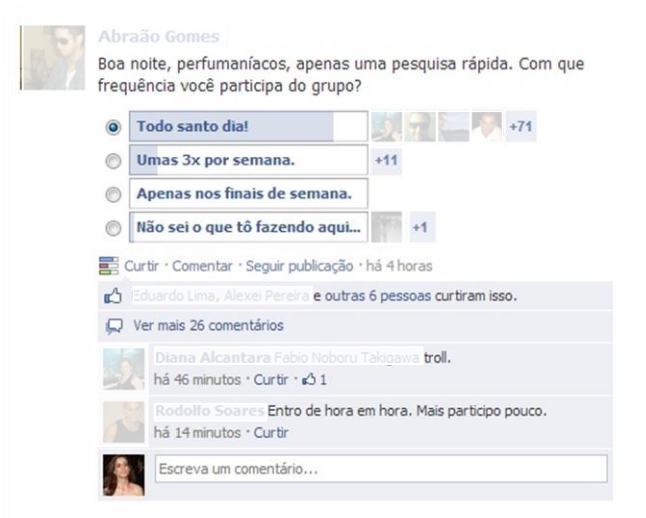 Abraão Gomes
Boa noite, perfumaníacos, apenas uma pesquisa rápida. Com que
frequência você participa do grupo?
Todo santo dia! +71
Umas 3x por semana. +11
Apenas nos finais de semana.
Não sei o que tô fazendo aqui... +1
Curtir · Comentar · Seguir publicação · há 4 horas
Eduardo Lima, Alexei Pereira e outras 6 pessoas curtiram isso.
Ver mais 26 comentários
Diana Alcantara Fabio Noboru Takigawa troll.
há 46 minutos · Curtir · 1
Rodolfo Soares Entro de hora em hora. Mais participo pouco.
há 14 minutos · Curtir
Escreva um comentário...